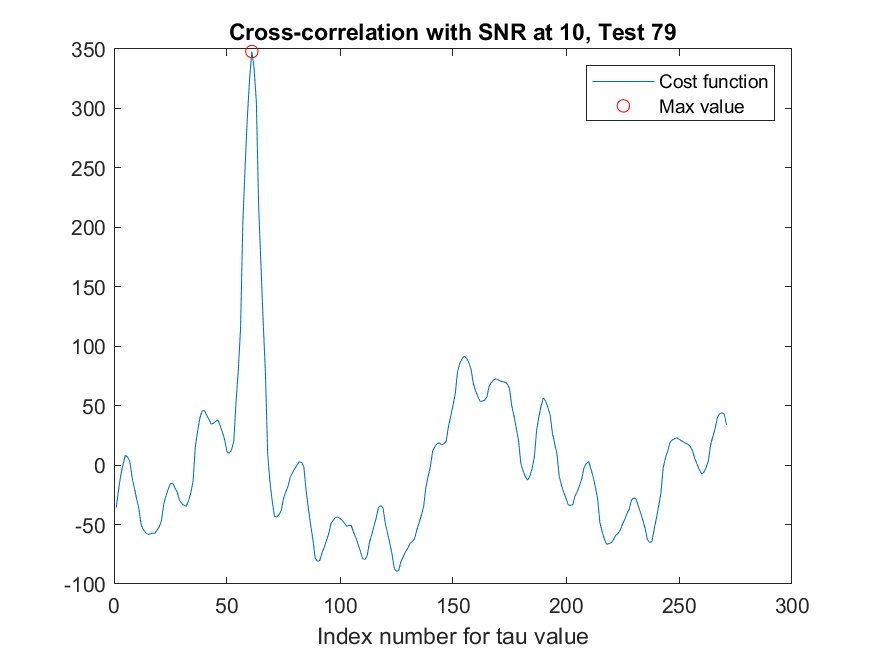 Cross-correlation with SNR at 10, Test 79
350
300
250
200
150
100
50
0
-50
-100
Cost function
Max value
0 50 100 150 200 250 300
Index number for tau value